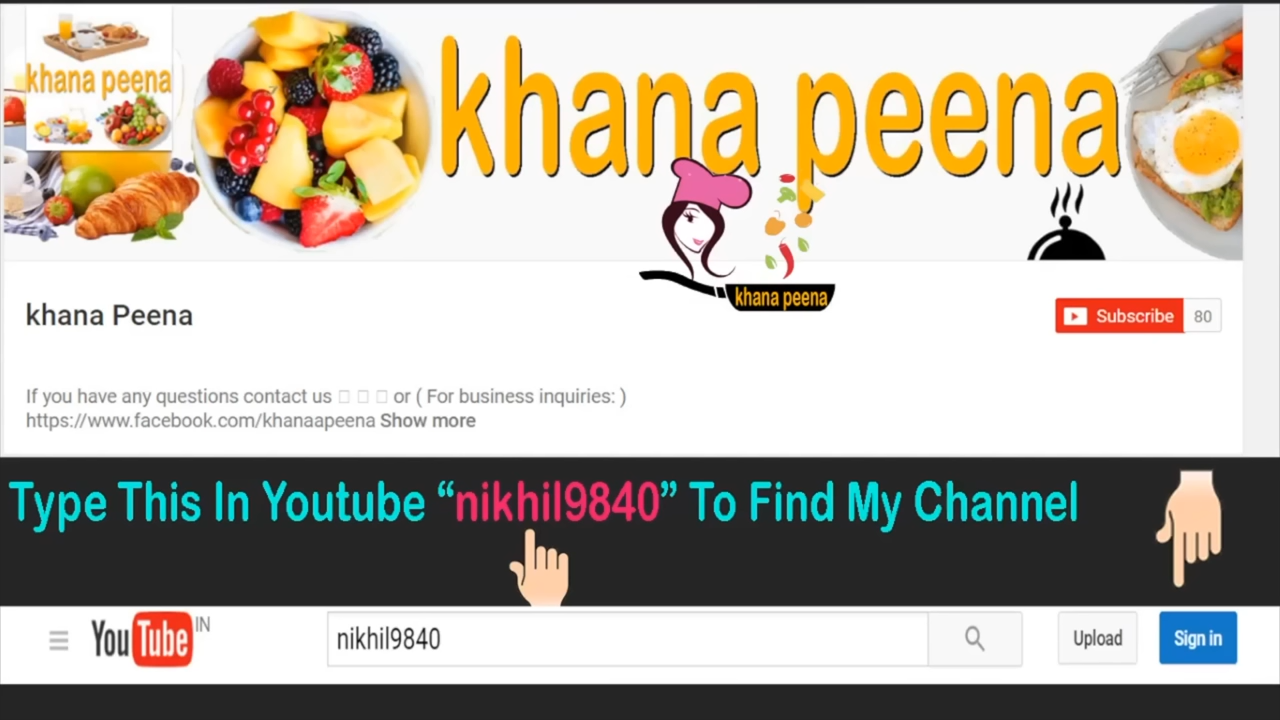 khana peena
khana peena
khana peena
khana Peena
Subscribe 80
If you have any questions contact us or ( For business inquiries: )
https://www.facebook.com/khanaapeena Show more
Type This In Youtube “nikhil9840” To Find My Channel
YouTube IN
nikhil9840
Upload
Sign in